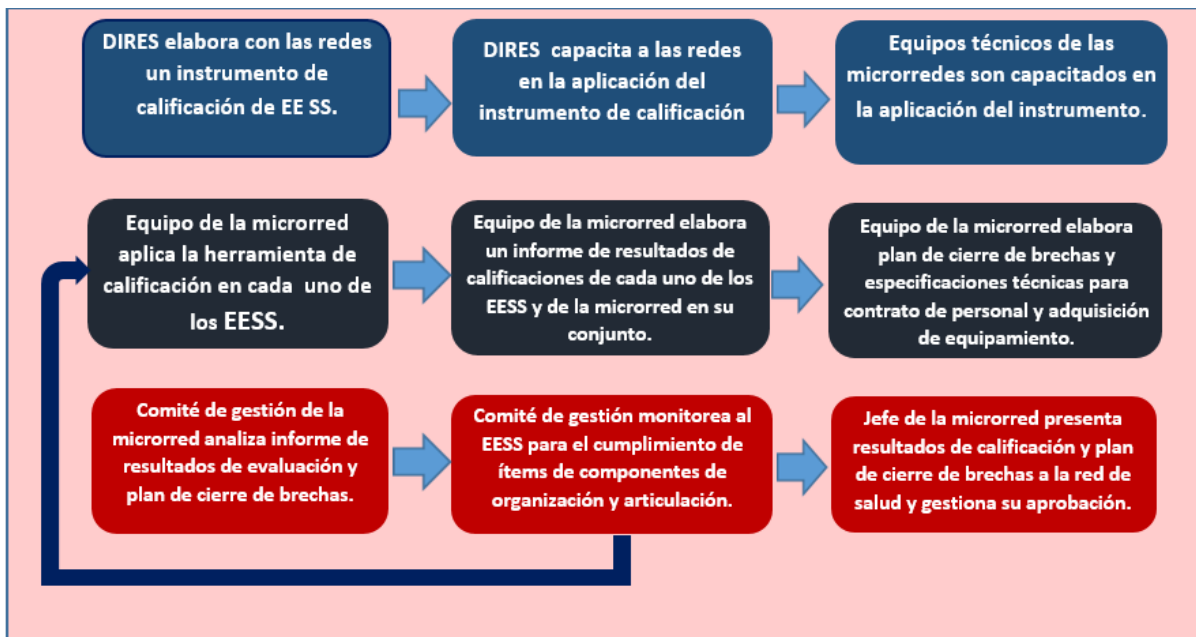 DIRES elabora con las redes
un instrumento de
calificación de EE SS.
DIRES capacita a las redes
en la aplicación del
instrumento de calificación
Equipos técnicos de las
microrredes son capacitados en
la aplicación del instrumento.
Equipo de la microrred
aplica la herramienta de
calificación en cada uno de
los EESS.
Equipo de la microrred elabora
un informe de resultados de
calificaciones de cada uno de los
EESS y de la microrred en su
conjunto.
Equipo de la microrred elabora
plan de cierre de brechas y
especificaciones técnicas para
contrato de personal y adquisición
de equipamiento.
Comité de gestión de la
microrred analiza informe de
resultados de evaluación y
plan de cierre de brechas.
Comité de gestión monitorea al
EESS para el cumplimiento de
ítems de componentes de
organización y articulación.
Jefe de la microrred presenta
resultados de calificación y plan
de cierre de brechas a la red de
salud y gestiona su aprobación.